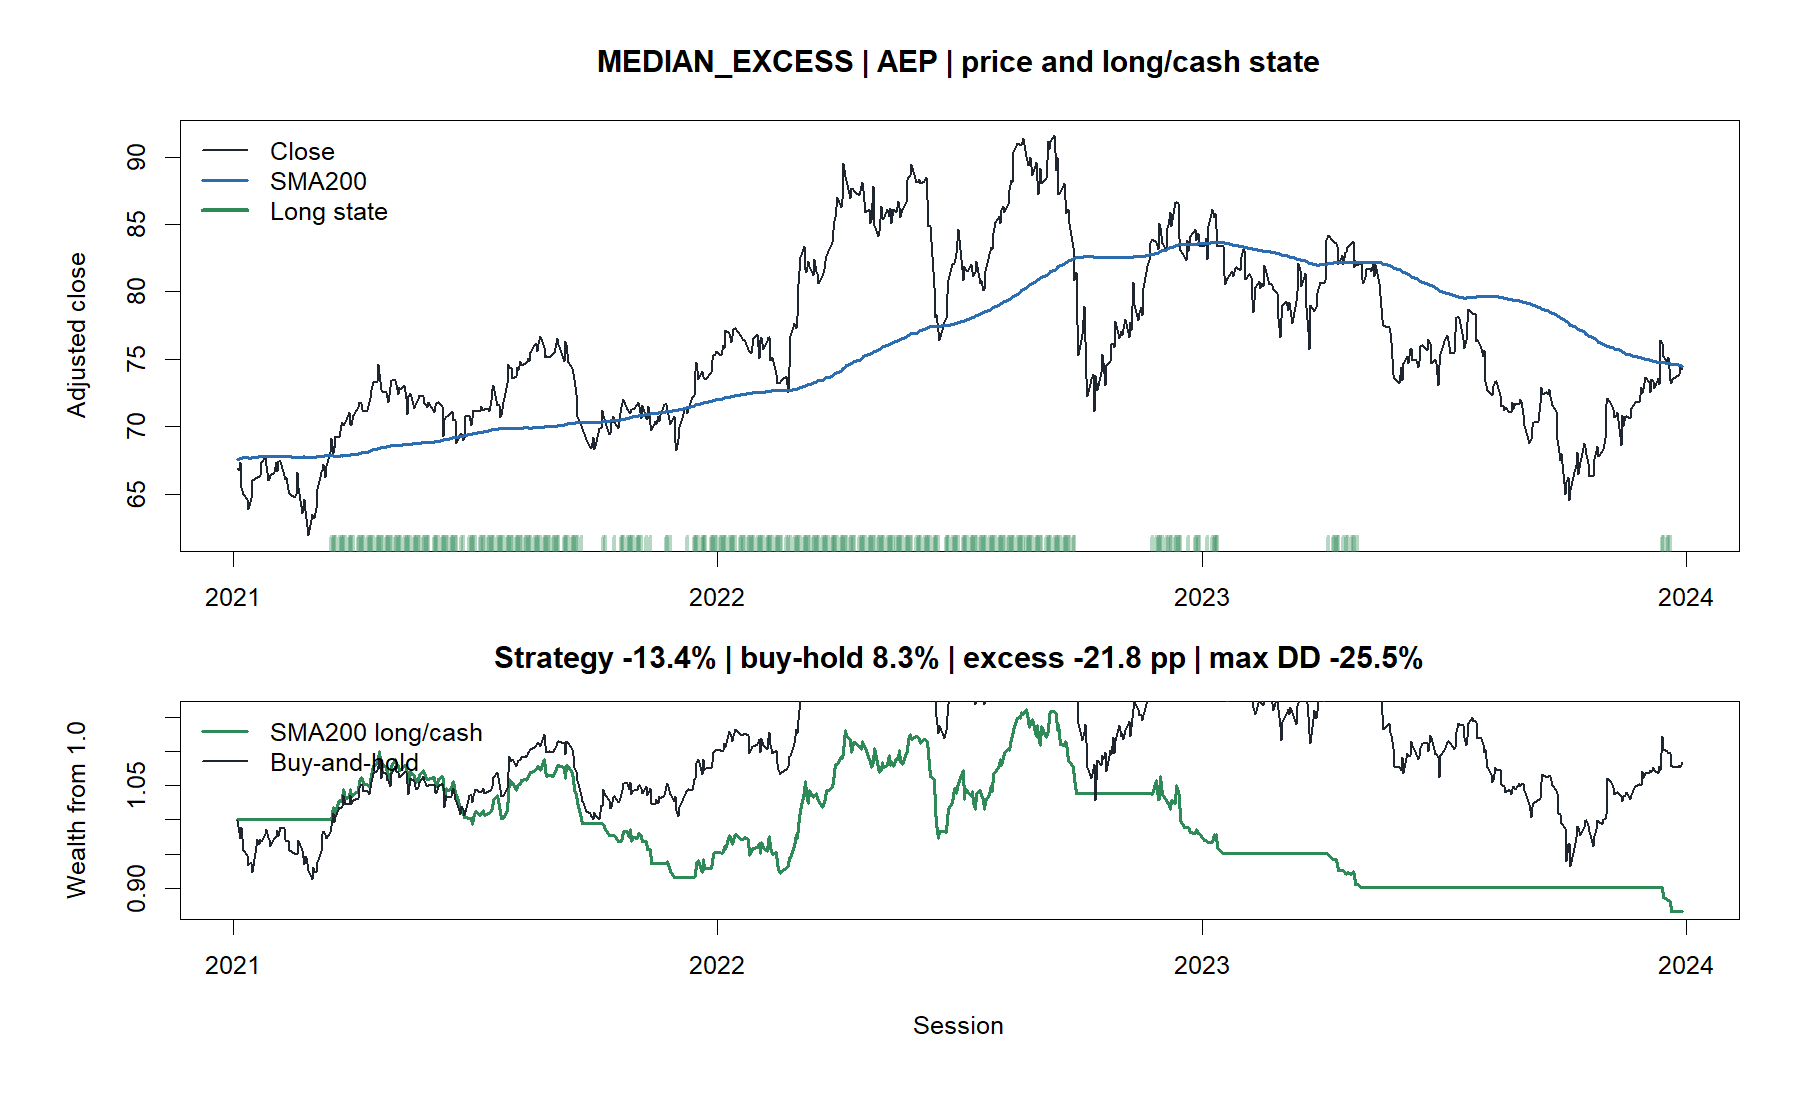 MEDIAN_EXCESS | AEP | price and long/cash state
Close
SMA200
Long state
Adjusted close
90
85
80
75
70
65
2021
2022
2023
2024
Strategy -13.4% | buy-hold 8.3% | excess -21.8 pp | max DD -25.5%
SMA200 long/cash
Buy-and-hold
Wealth from 1.0
1.05
0.90
2021
2022
2023
2024
Session